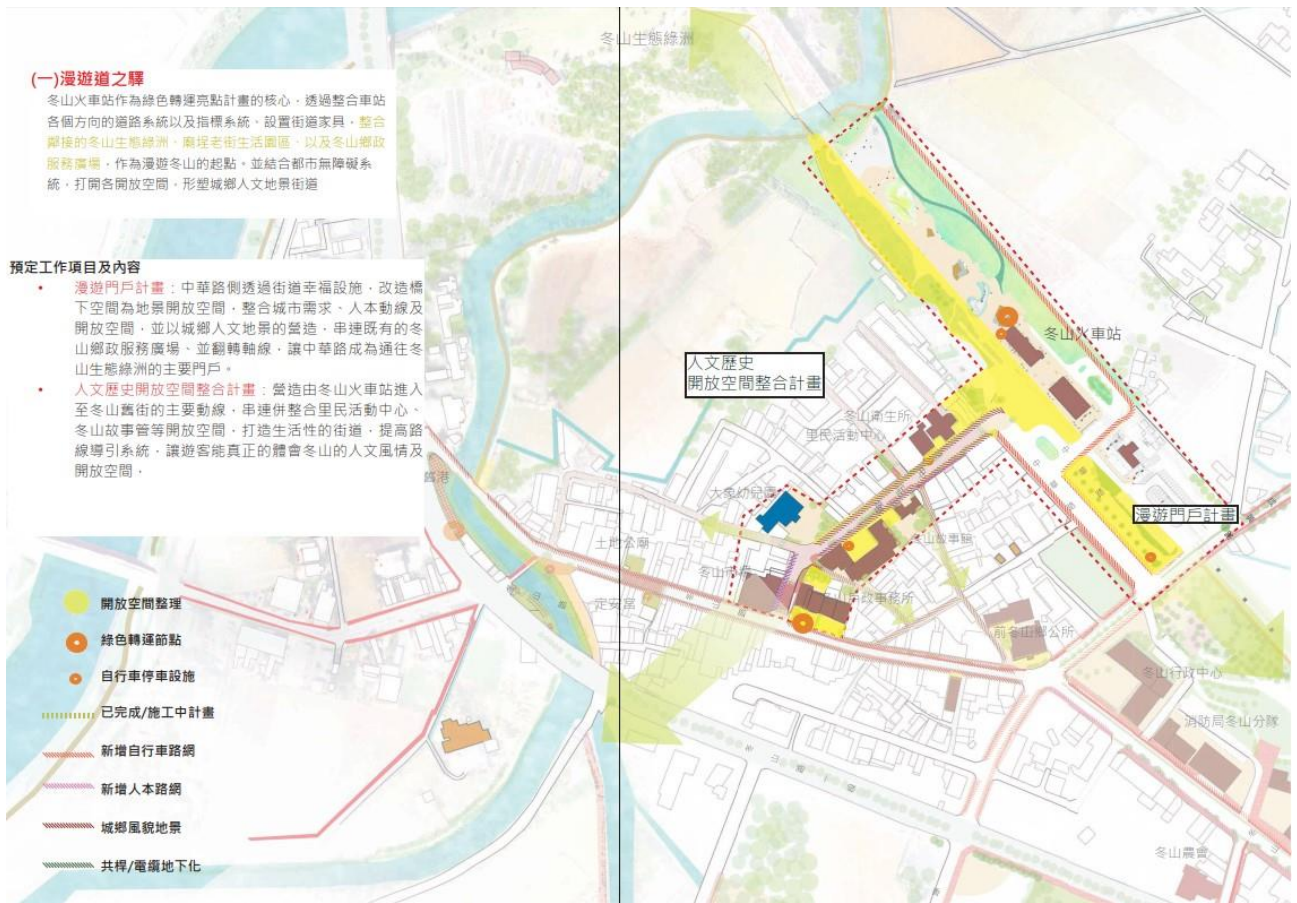 (一)漫遊道之驛
冬山火車站作為綠色轉運亮點計畫的核心，透過整合車站
各個方向的道路系統以及指標系統、設置街道家具，整合
鄰接的冬山生態綠洲、廟埕老街生活園區、以及冬山鄉政
服務廣場，作為漫遊冬山的起點。並結合都市無障礙系
統，打開各開放空間，形塑城鄉人文地景街道
預定工作項目及內容
• 漫遊門戶計畫：中華路側透過街道幸福設施，改造橋
下空間為地景開放空間，整合城市需求、人本動線及
開放空間，並以城鄉人文地景的營造，串連既有的冬
山鄉政服務廣場、並翻轉軸線，讓中華路成為通往冬
山生態綠洲的主要門戶。
• 人文歷史開放空間整合計畫：營造由冬山火車站進入
至冬山舊街的主要動線，串連併整合里民活動中心、
冬山故事管等開放空間，打造生活性的街道，提高路
線導引系統，讓遊客能真正的體會冬山的人文風情及
開放空間，
開放空間整理
綠色轉運節點
自行車停車設施
已完成/施工中計畫
新增自行車路網
新增人本路網
城鄉風貌地景
共桿/電纜地下化
冬山生態綠洲
冬山火車站
人文歷史
開放空間整合計畫
冬山衛生所
里民活動中心
舊港
大象幼兒園
漫遊門戶計畫
土地公廟
冬山故事館
定安宮
前冬山鄉公所
冬山行政中心
消防局冬山分隊
冬山農會